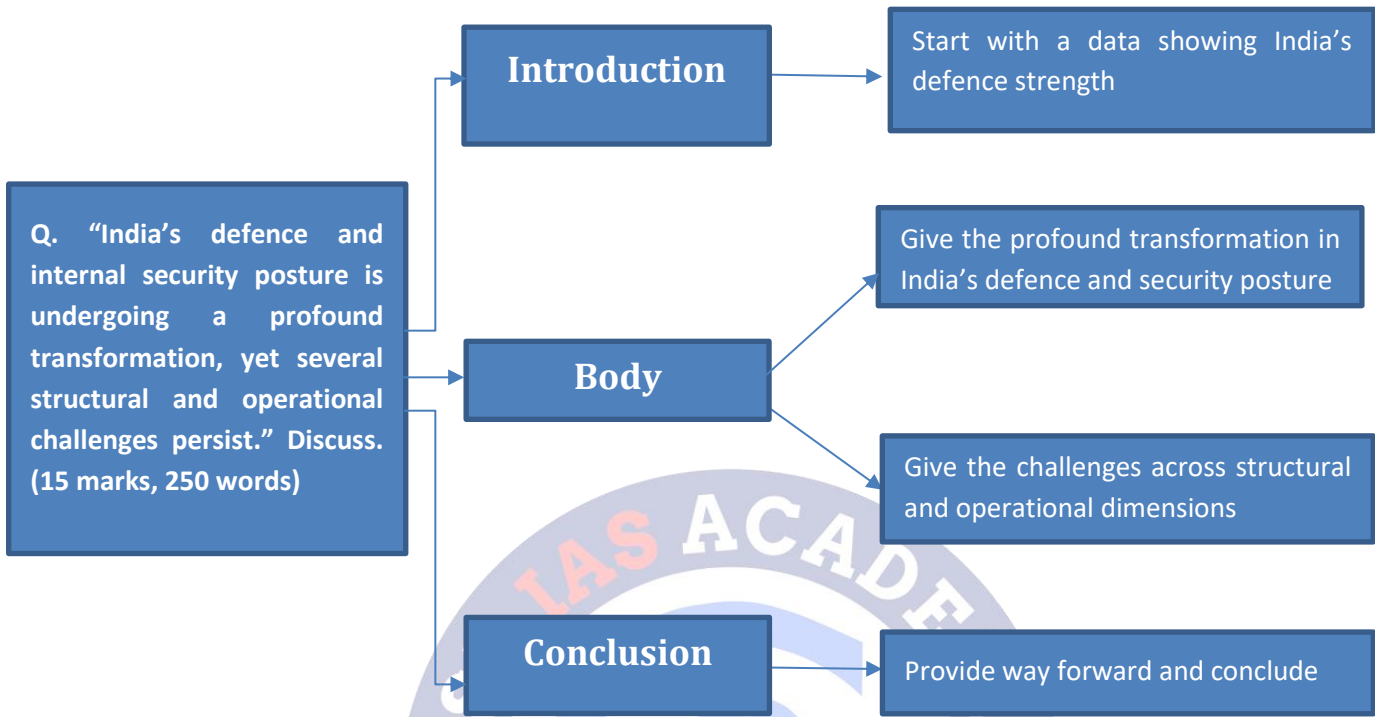 Q. “India’s defence and
internal security posture is
undergoing a profound
transformation, yet several
structural and operational
challenges persist.” Discuss.
(15 marks, 250 words)
Introduction
Start with a data showing India’s
defence strength
Body
Give the profound transformation in
India’s defence and security posture
Give the challenges across structural
and operational dimensions
Conclusion
Provide way forward and conclude
IAS ACADE